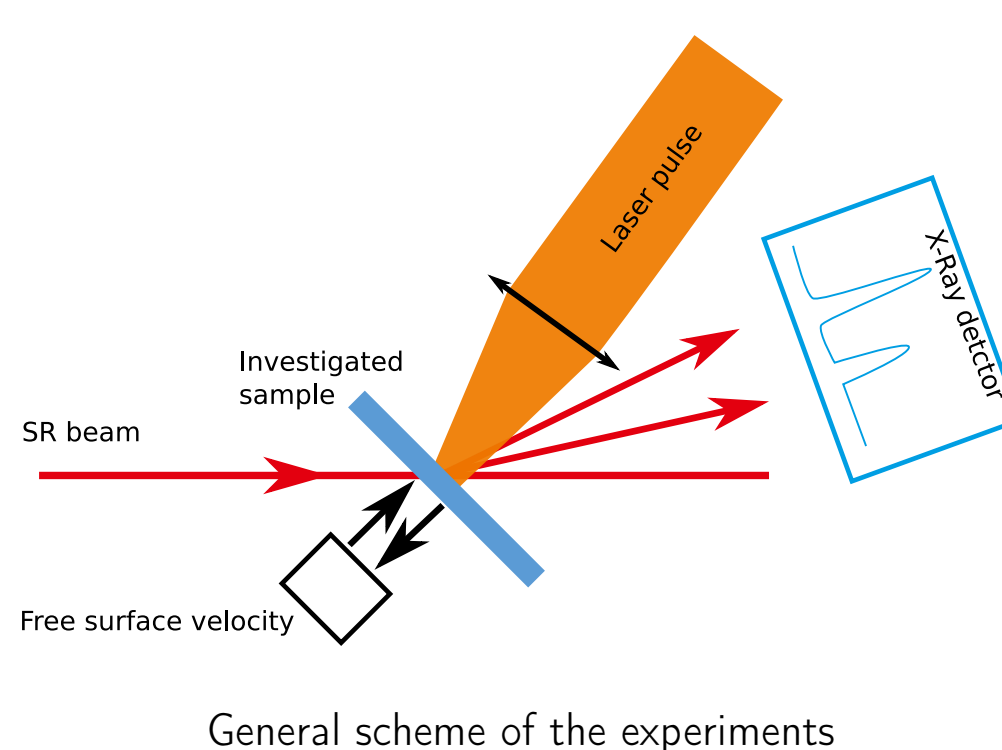 Laser pulse
X-Ray detctor
Investigated
sample
SR beam
Free surface velocity
General scheme of the experiments